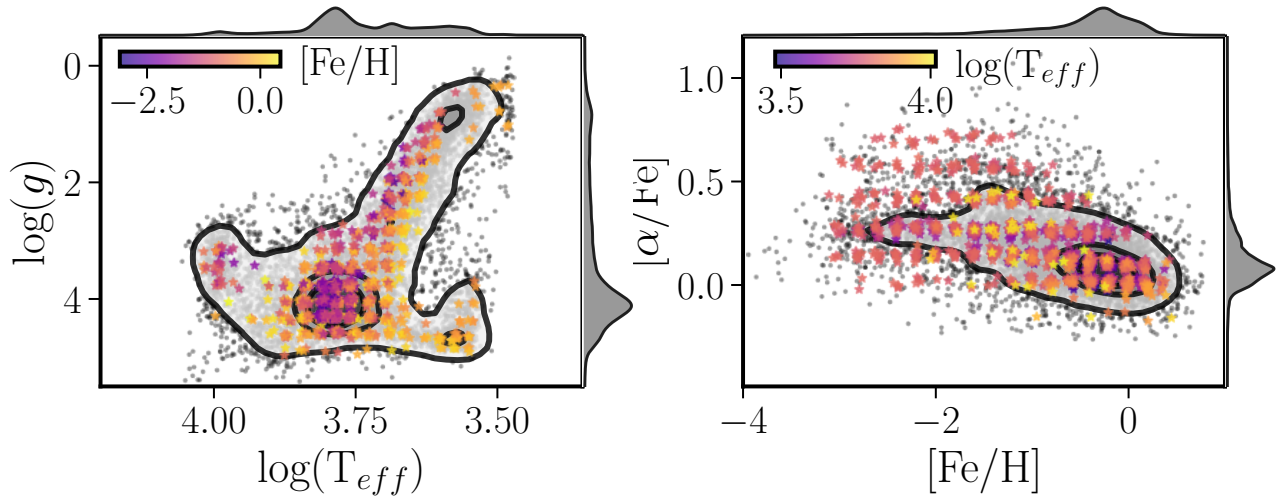 [Fe/H]
−2.5 0.0
0
2
4
log(g)
4.00 3.75 3.50
log(T_eff)
log(T_eff)
3.5 4.0
1.0
0.5
0.0
[α/Fe]
−4 −2 0
[Fe/H]